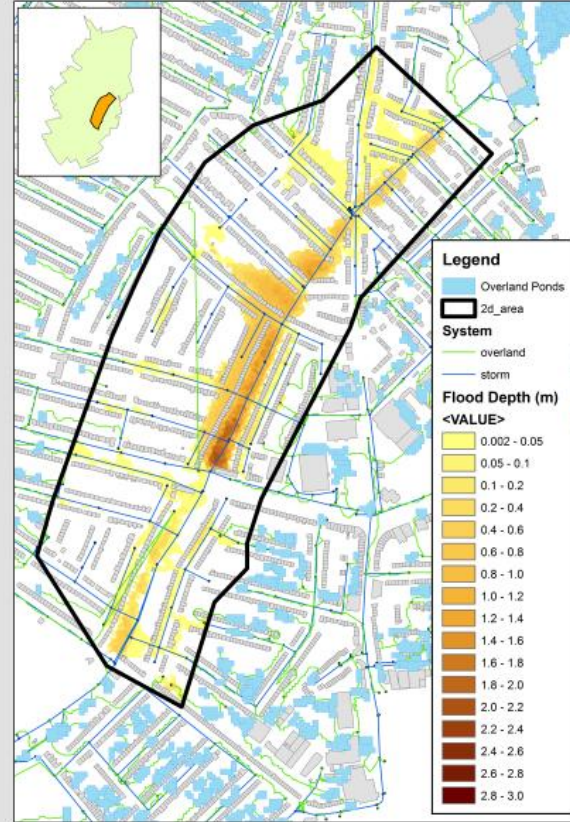 Legend
Overland Ponds
2d_area
System
overland
storm
Flood Depth (m)
<VALUE>
0.002 - 0.05
0.05 - 0.1
0.1 - 0.2
0.2 - 0.4
0.4 - 0.6
0.6 - 0.8
0.8 - 1.0
1.0 - 1.2
1.2 - 1.4
1.4 - 1.6
1.6 - 1.8
1.8 - 2.0
2.0 - 2.2
2.2 - 2.4
2.4 - 2.6
2.6 - 2.8
2.8 - 3.0